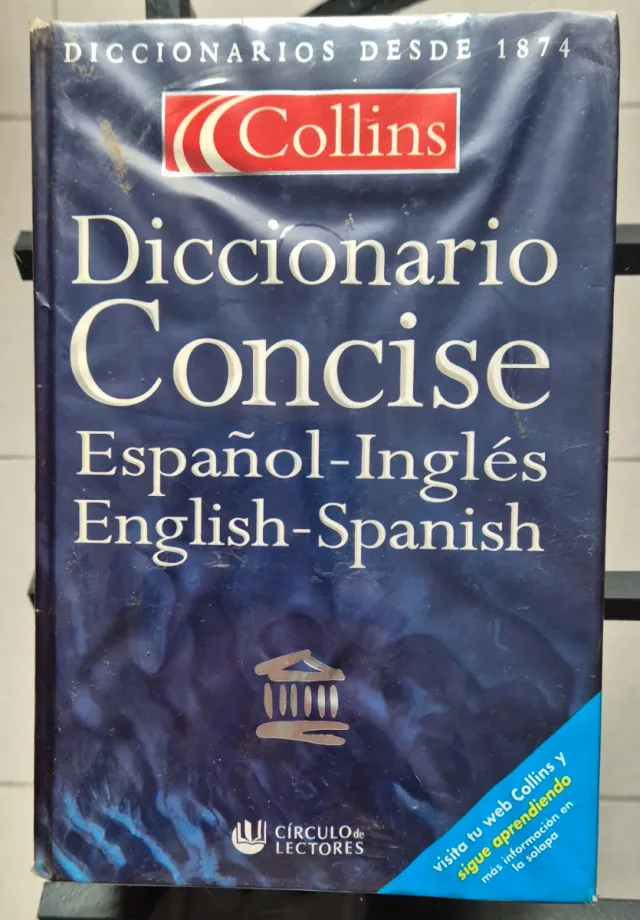 DICCIONARIOS DESDE 1874
Collins
Diccionario
Concise
Español-Inglés
English-Spanish
visita tu web Collins y
sigue aprendiendo
más información en
la solapa
CÍRCULO de
LECTORES